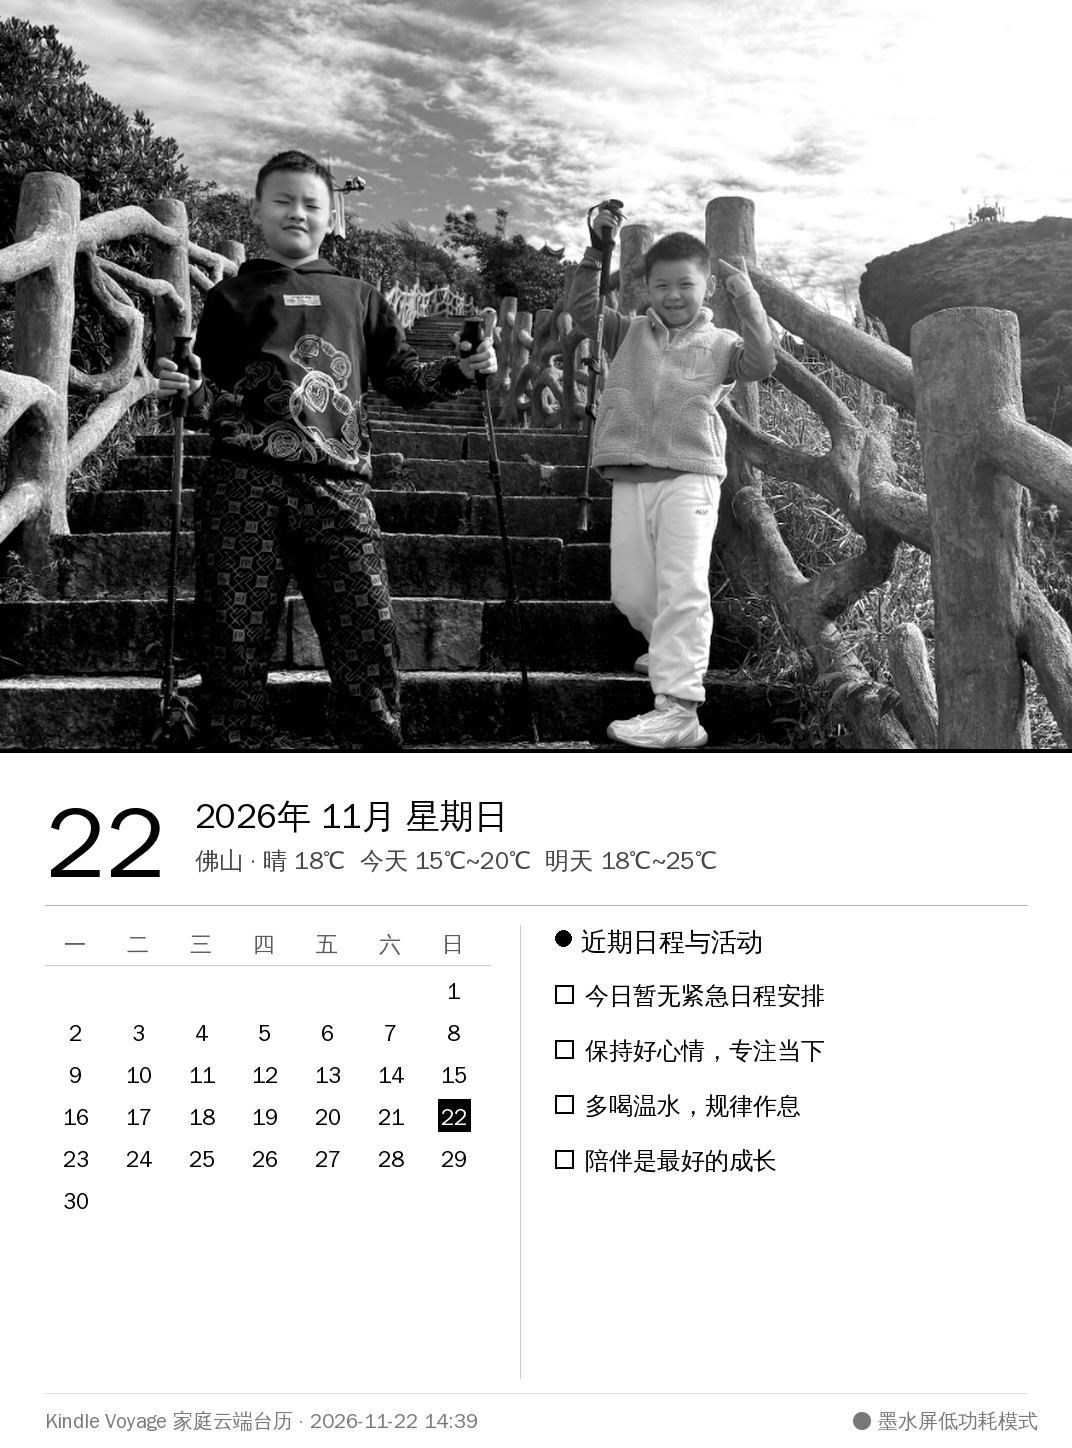 22
2026年 11月 星期日
佛山 · 晴 18℃ 今天 15℃~20℃ 明天 18℃~25℃
一 二 三 四 五 六 日
1
2 3 4 5 6 7 8
9 10 11 12 13 14 15
16 17 18 19 20 21 22
23 24 25 26 27 28 29
30
● 近期日程与活动
□ 今日暂无紧急日程安排
□ 保持好心情，专注当下
□ 多喝温水，规律作息
□ 陪伴是最好的成长
Kindle Voyage 家庭云端台历 · 2026-11-22 14:39
● 墨水屏低功耗模式